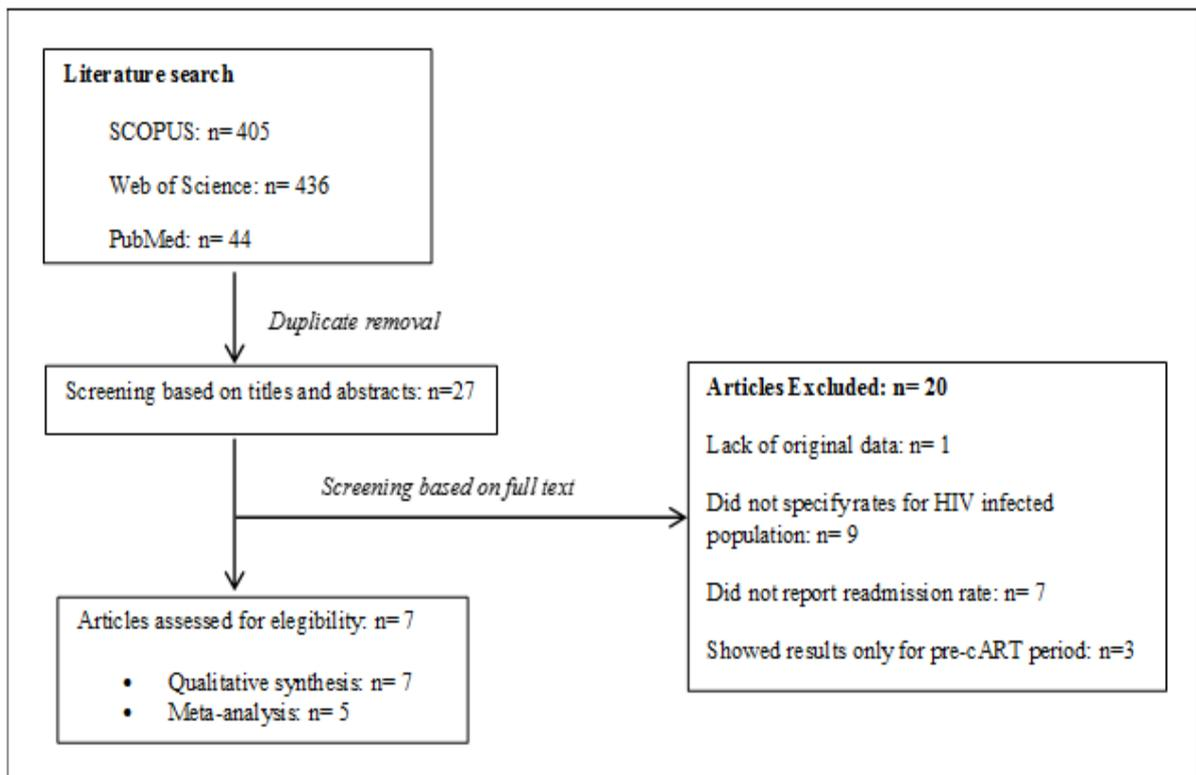 Literature search
SCOPUS: n= 405
Web of Science: n= 436
PubMed: n= 44
Duplicate removal
Screening based on titles and abstracts: n=27
Screening based on full text
Articles Excluded: n= 20
Lack of original data: n= 1
Did not specify rates for HIV infected
population: n= 9
Did not report readmission rate: n= 7
Showed results only for pre-cART period: n=3
Articles assessed for elegibility: n= 7
• Qualitative synthesis: n= 7
• Meta-analysis: n= 5